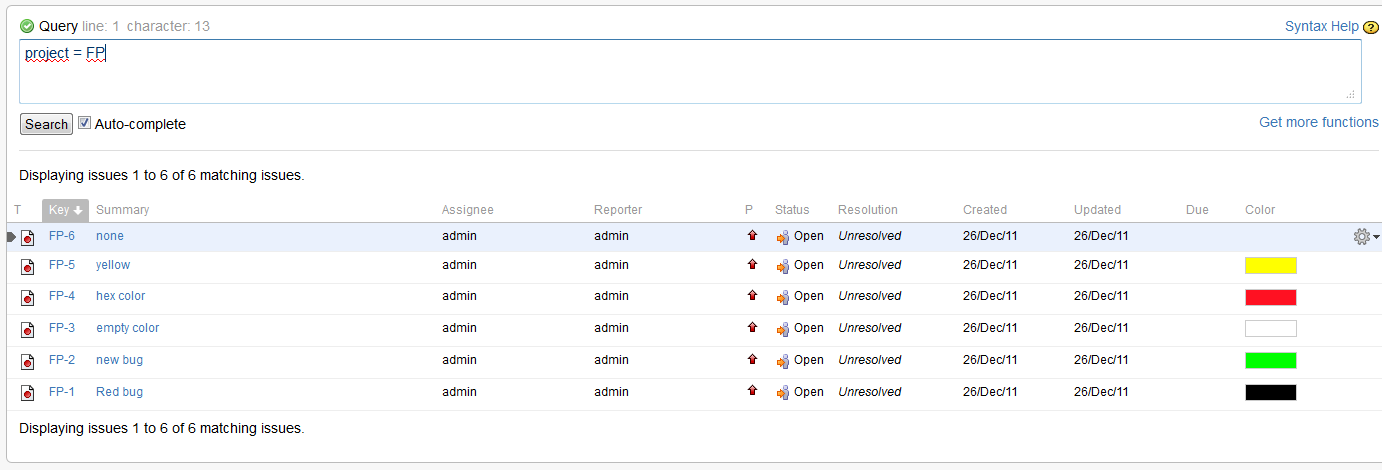 Query line: 1 character: 13 Syntax Help ?
project = FP
Search Auto-complete Get more functions
Displaying issues 1 to 6 of 6 matching issues.
T Key Summary Assignee Reporter P Status Resolution Created Updated Due Color
FP-6 none admin admin Open Unresolved 26/Dec/11 26/Dec/11
FP-5 yellow admin admin Open Unresolved 26/Dec/11 26/Dec/11
FP-4 hex color admin admin Open Unresolved 26/Dec/11 26/Dec/11
FP-3 empty color admin admin Open Unresolved 26/Dec/11 26/Dec/11
FP-2 new bug admin admin Open Unresolved 26/Dec/11 26/Dec/11
FP-1 Red bug admin admin Open Unresolved 26/Dec/11 26/Dec/11
Displaying issues 1 to 6 of 6 matching issues.